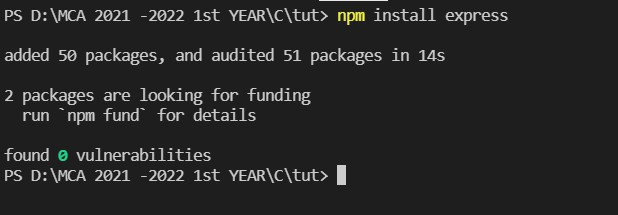 PS D:\MCA 2021 -2022 1st YEAR\C\tut> npm install express
added 50 packages, and audited 51 packages in 14s
2 packages are looking for funding
  run `npm fund` for details
found 0 vulnerabilities
PS D:\MCA 2021 -2022 1st YEAR\C\tut>